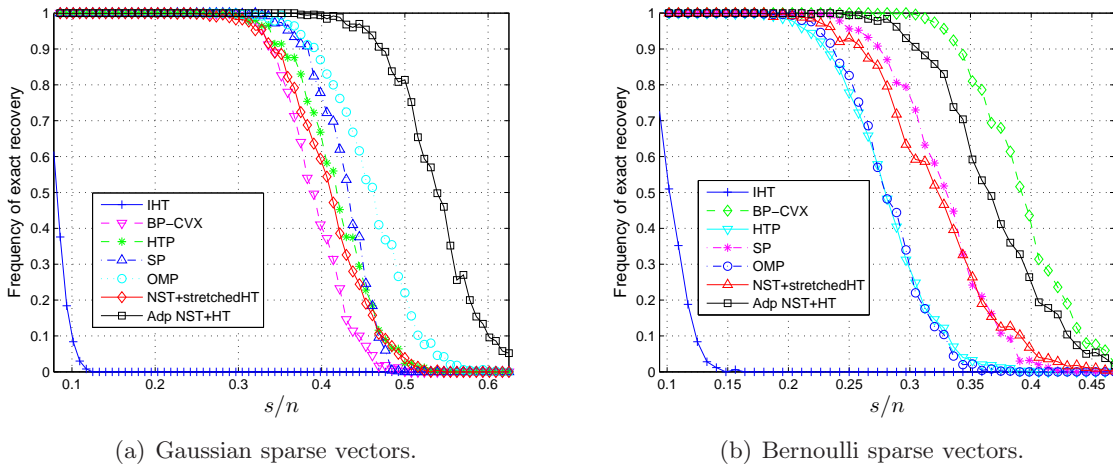 1
0.9
0.8
0.7
0.6
0.5
0.4
0.3
0.2
0.1
0
Frequency of exact recovery
IHT
BP−CVX
HTP
SP
OMP
NST+stretchedHT
Adp NST+HT
0.1 0.2 0.3 0.4 0.5 0.6
s/n
(a) Gaussian sparse vectors.
1
0.9
0.8
0.7
0.6
0.5
0.4
0.3
0.2
0.1
0
Frequency of exact recovery
IHT
BP−CVX
HTP
SP
OMP
NST+stretchedHT
Adp NST+HT
0.1 0.15 0.2 0.25 0.3 0.35 0.4 0.45
s/n
(b) Bernoulli sparse vectors.